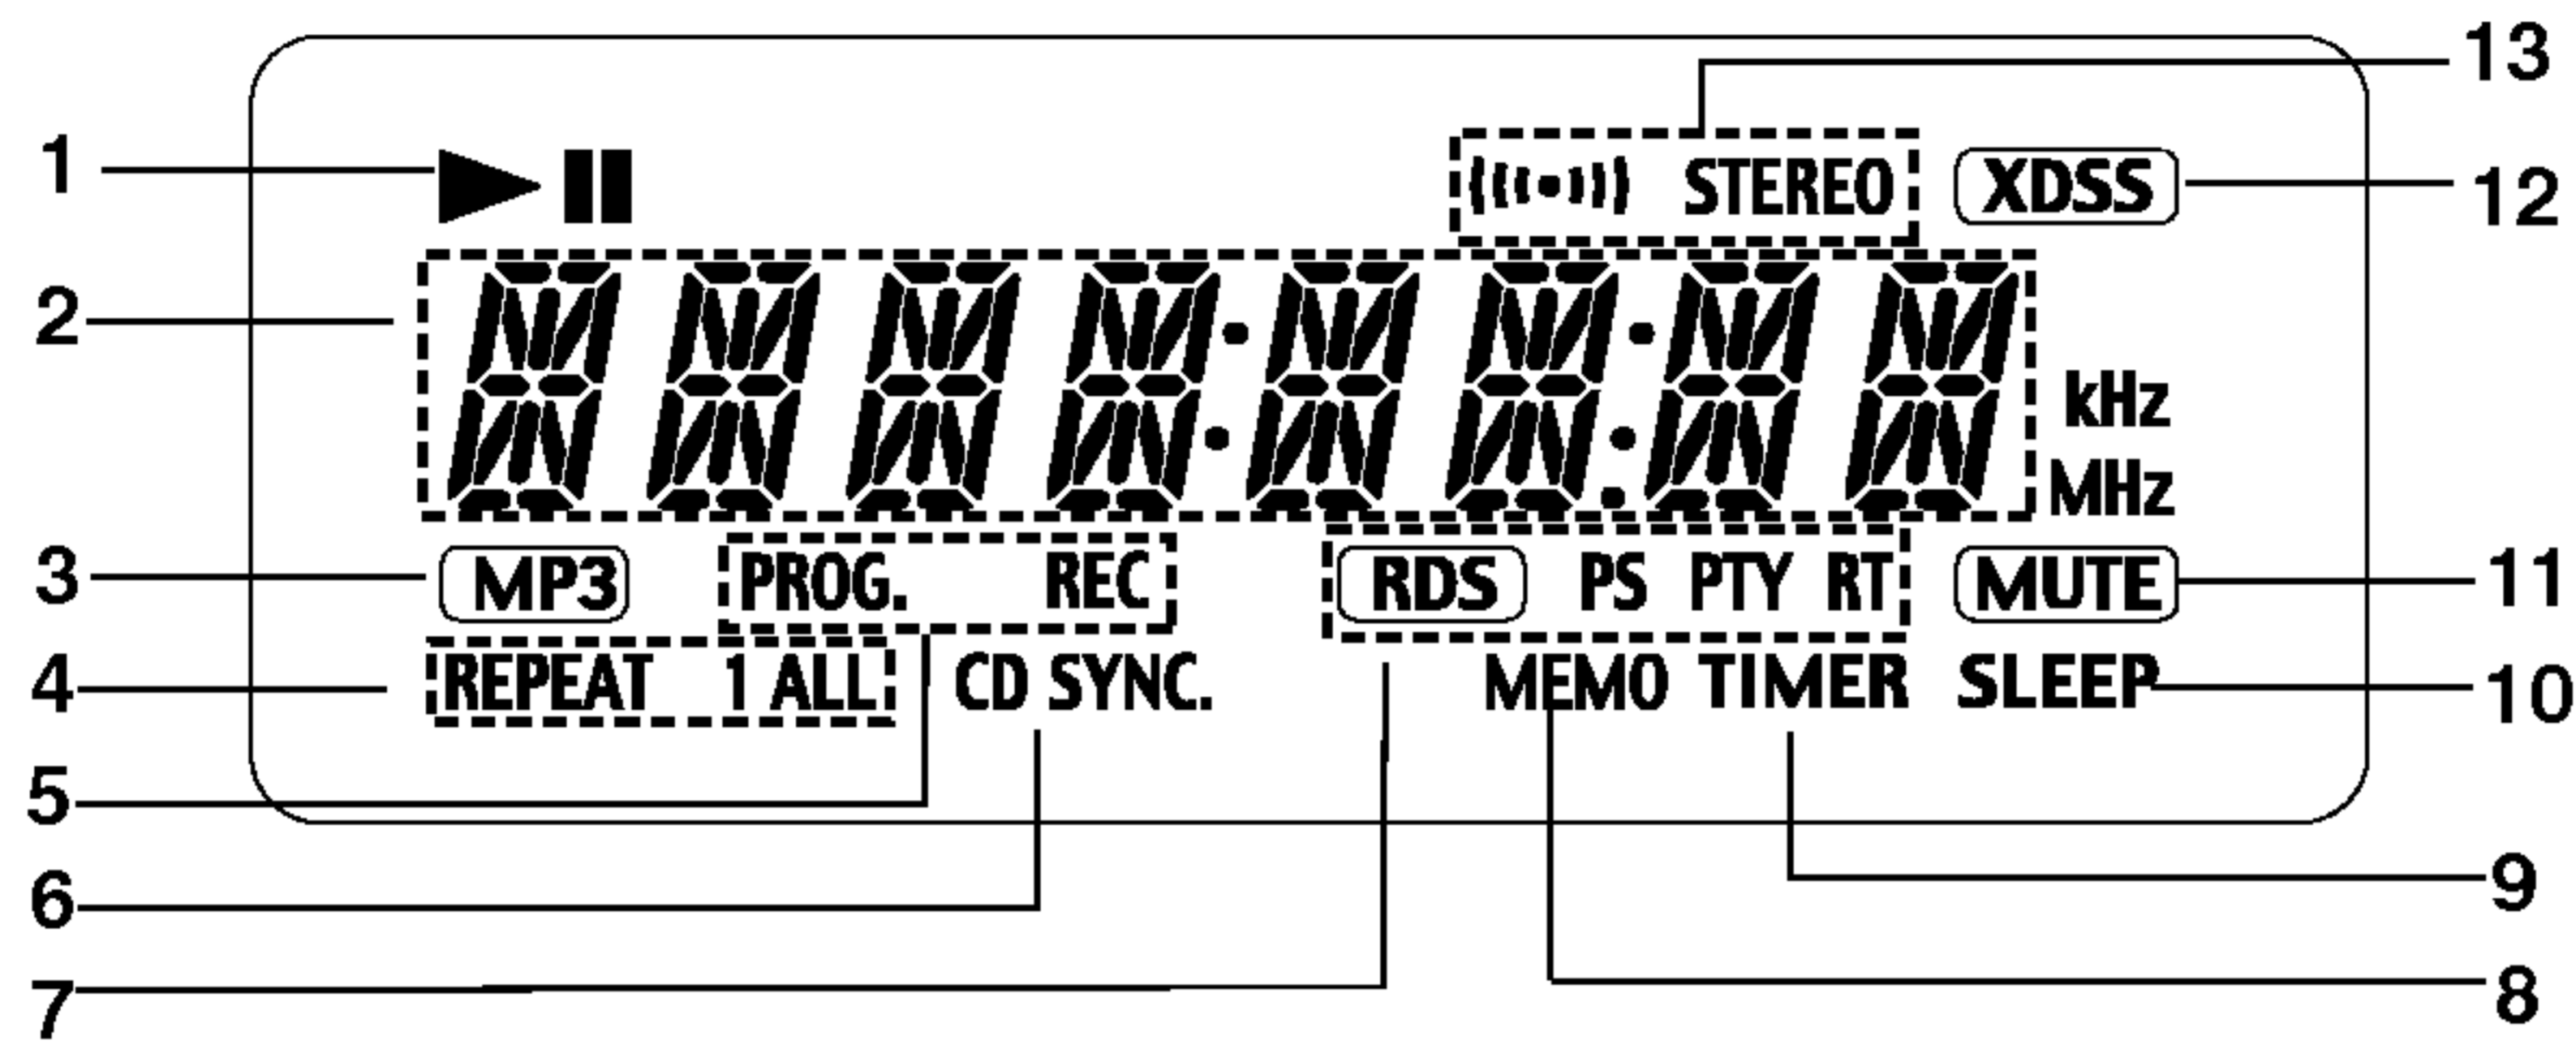 13
1 STEREO XDSS 12
2
kHz
MHz
3 MP3 PROG. REC RDS PS PTY RT MUTE 11
4 REPEAT 1 ALL CD SYNC. MEMO TIMER SLEEP 10
5
6 9
7 8